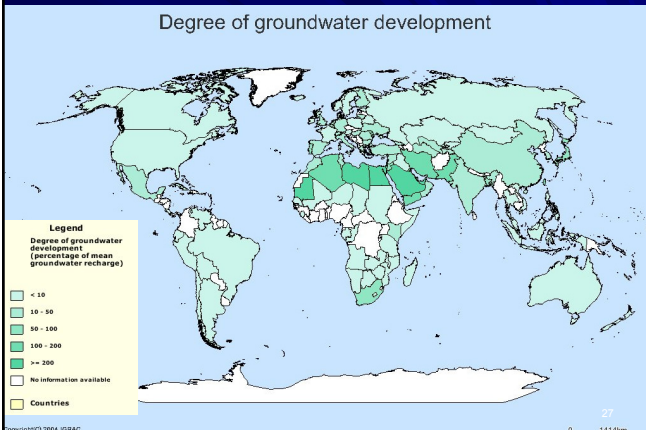 Degree of groundwater development
Legend
Degree of groundwater
development
(percentage of mean
groundwater recharge)
< 10
10 - 50
50 - 100
100 - 200
>= 200
No information available
Countries
27
Copyright(C) 2004 IGRAC
0 1414km